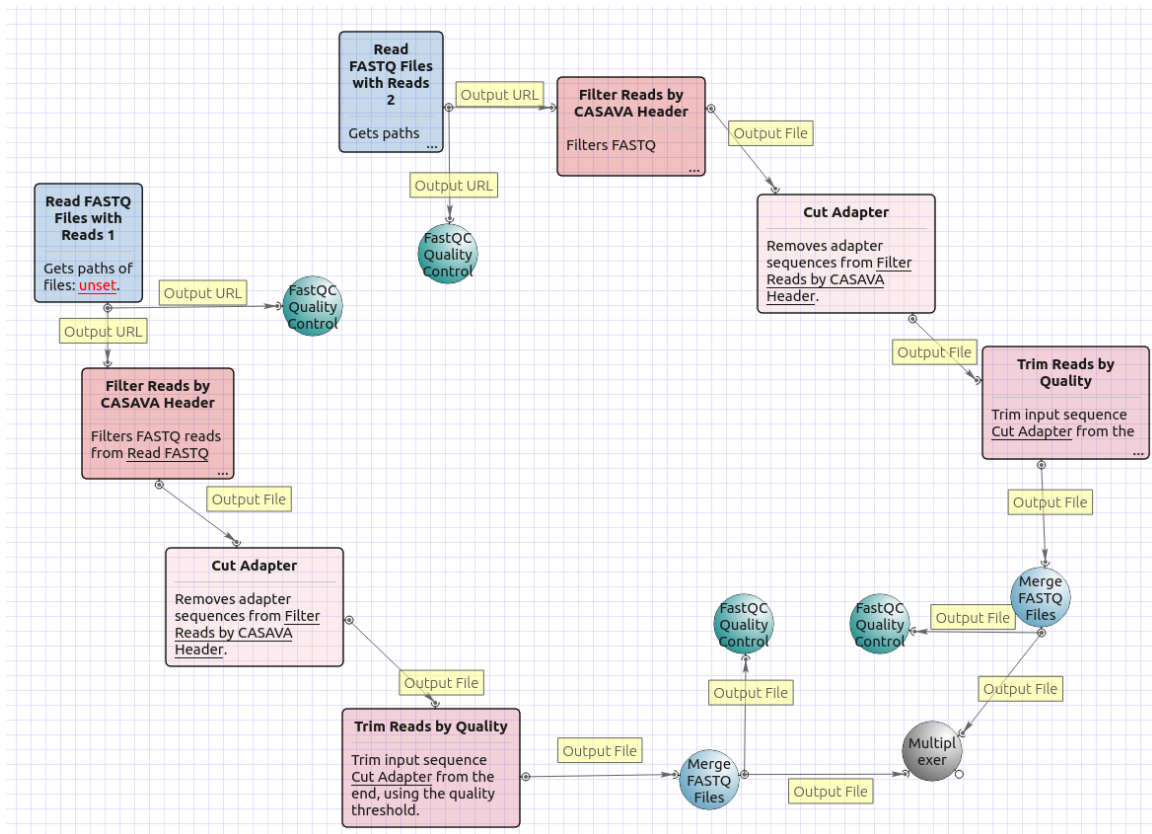 Read
FASTQ Files
with Reads
2
Gets paths
...
Output URL
Filter Reads by
CASAVA Header
Filters FASTQ
...
Output File
Output URL
FastQC
Quality
Control
Cut Adapter
Removes adapter
sequences from Filter
Reads by CASAVA
Header.
Read FASTQ
Files with
Reads 1
Gets paths of
files: unset.
Output URL
FastQC
Quality
Control
Output URL
Output File
Trim Reads by
Quality
Trim input sequence
Cut Adapter from the
...
Filter Reads by
CASAVA Header
Filters FASTQ reads
from Read FASTQ
...
Output File
Output File
Cut Adapter
Removes adapter
sequences from Filter
Reads by CASAVA
Header.
Merge
FASTQ
Files
FastQC
Quality
Control
FastQC
Quality
Control
Output File
Output File
Output File
Output File
Trim Reads by Quality
Trim input sequence
Cut Adapter from the
end, using the quality
threshold.
Output File
Merge
FASTQ
Files
Output File
Multipl
exer